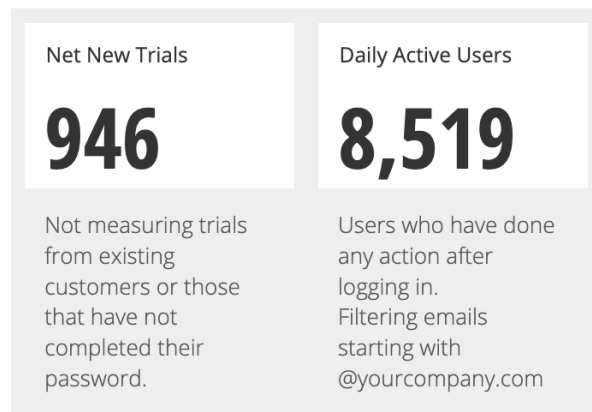 Net New Trials
946
Not measuring trials
from existing
customers or those
that have not
completed their
password.
Daily Active Users
8,519
Users who have done
any action after
logging in.
Filtering emails
starting with
@yourcompany.com